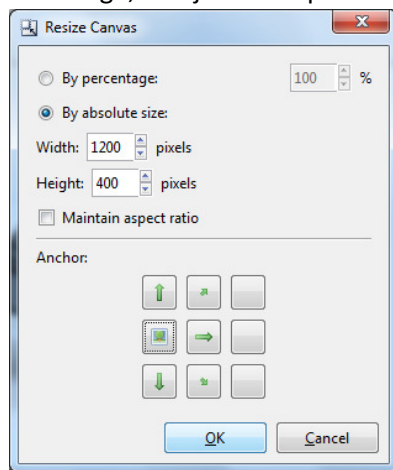 Resize Canvas
By percentage: 100 %
By absolute size:
Width: 1200 pixels
Height: 400 pixels
Maintain aspect ratio
Anchor:
OK Cancel